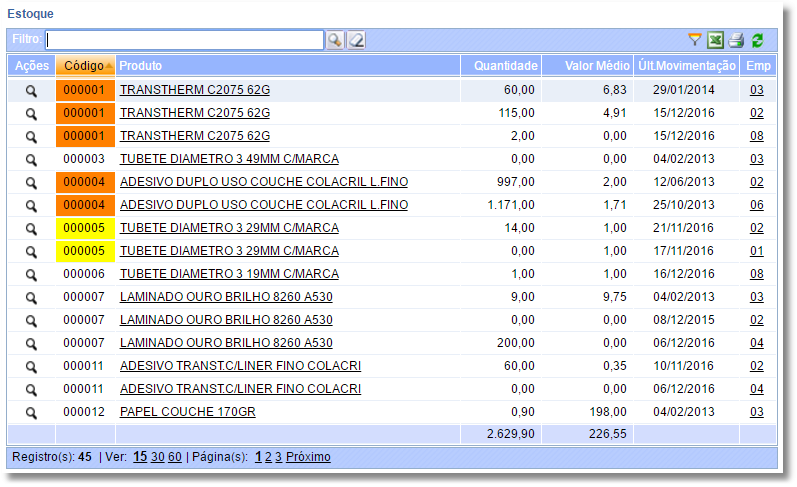 Estoque
Filtro:
Ações Código Produto Quantidade Valor Médio Últ.Movimentação Emp
000001 TRANSTHERM C2075 62G 60,00 6,83 29/01/2014 03
000001 TRANSTHERM C2075 62G 115,00 4,91 15/12/2016 02
000001 TRANSTHERM C2075 62G 2,00 0,00 15/12/2016 08
000003 TUBETE DIAMETRO 3 49MM C/MARCA 0,00 0,00 04/02/2013 03
000004 ADESIVO DUPLO USO COUCHE COLACRIL L.FINO 997,00 2,00 12/06/2013 02
000004 ADESIVO DUPLO USO COUCHE COLACRIL L.FINO 1.171,00 1,71 25/10/2013 06
000005 TUBETE DIAMETRO 3 29MM C/MARCA 14,00 1,00 21/11/2016 02
000005 TUBETE DIAMETRO 3 29MM C/MARCA 0,00 1,00 17/11/2016 01
000006 TUBETE DIAMETRO 3 19MM C/MARCA 1,00 1,00 16/12/2016 08
000007 LAMINADO OURO BRILHO 8260 A530 9,00 9,75 04/02/2013 03
000007 LAMINADO OURO BRILHO 8260 A530 0,00 0,00 08/12/2015 02
000007 LAMINADO OURO BRILHO 8260 A530 200,00 0,00 06/12/2016 04
000011 ADESIVO TRANST.C/LINER FINO COLACRI 60,00 0,35 10/11/2016 02
000011 ADESIVO TRANST.C/LINER FINO COLACRI 0,00 0,00 06/12/2016 04
000012 PAPEL COUCHE 170GR 0,90 198,00 04/02/2013 03
2.629,90 226,55
Registro(s): 45 | Ver: 15 30 60 | Página(s): 1 2 3 Próximo